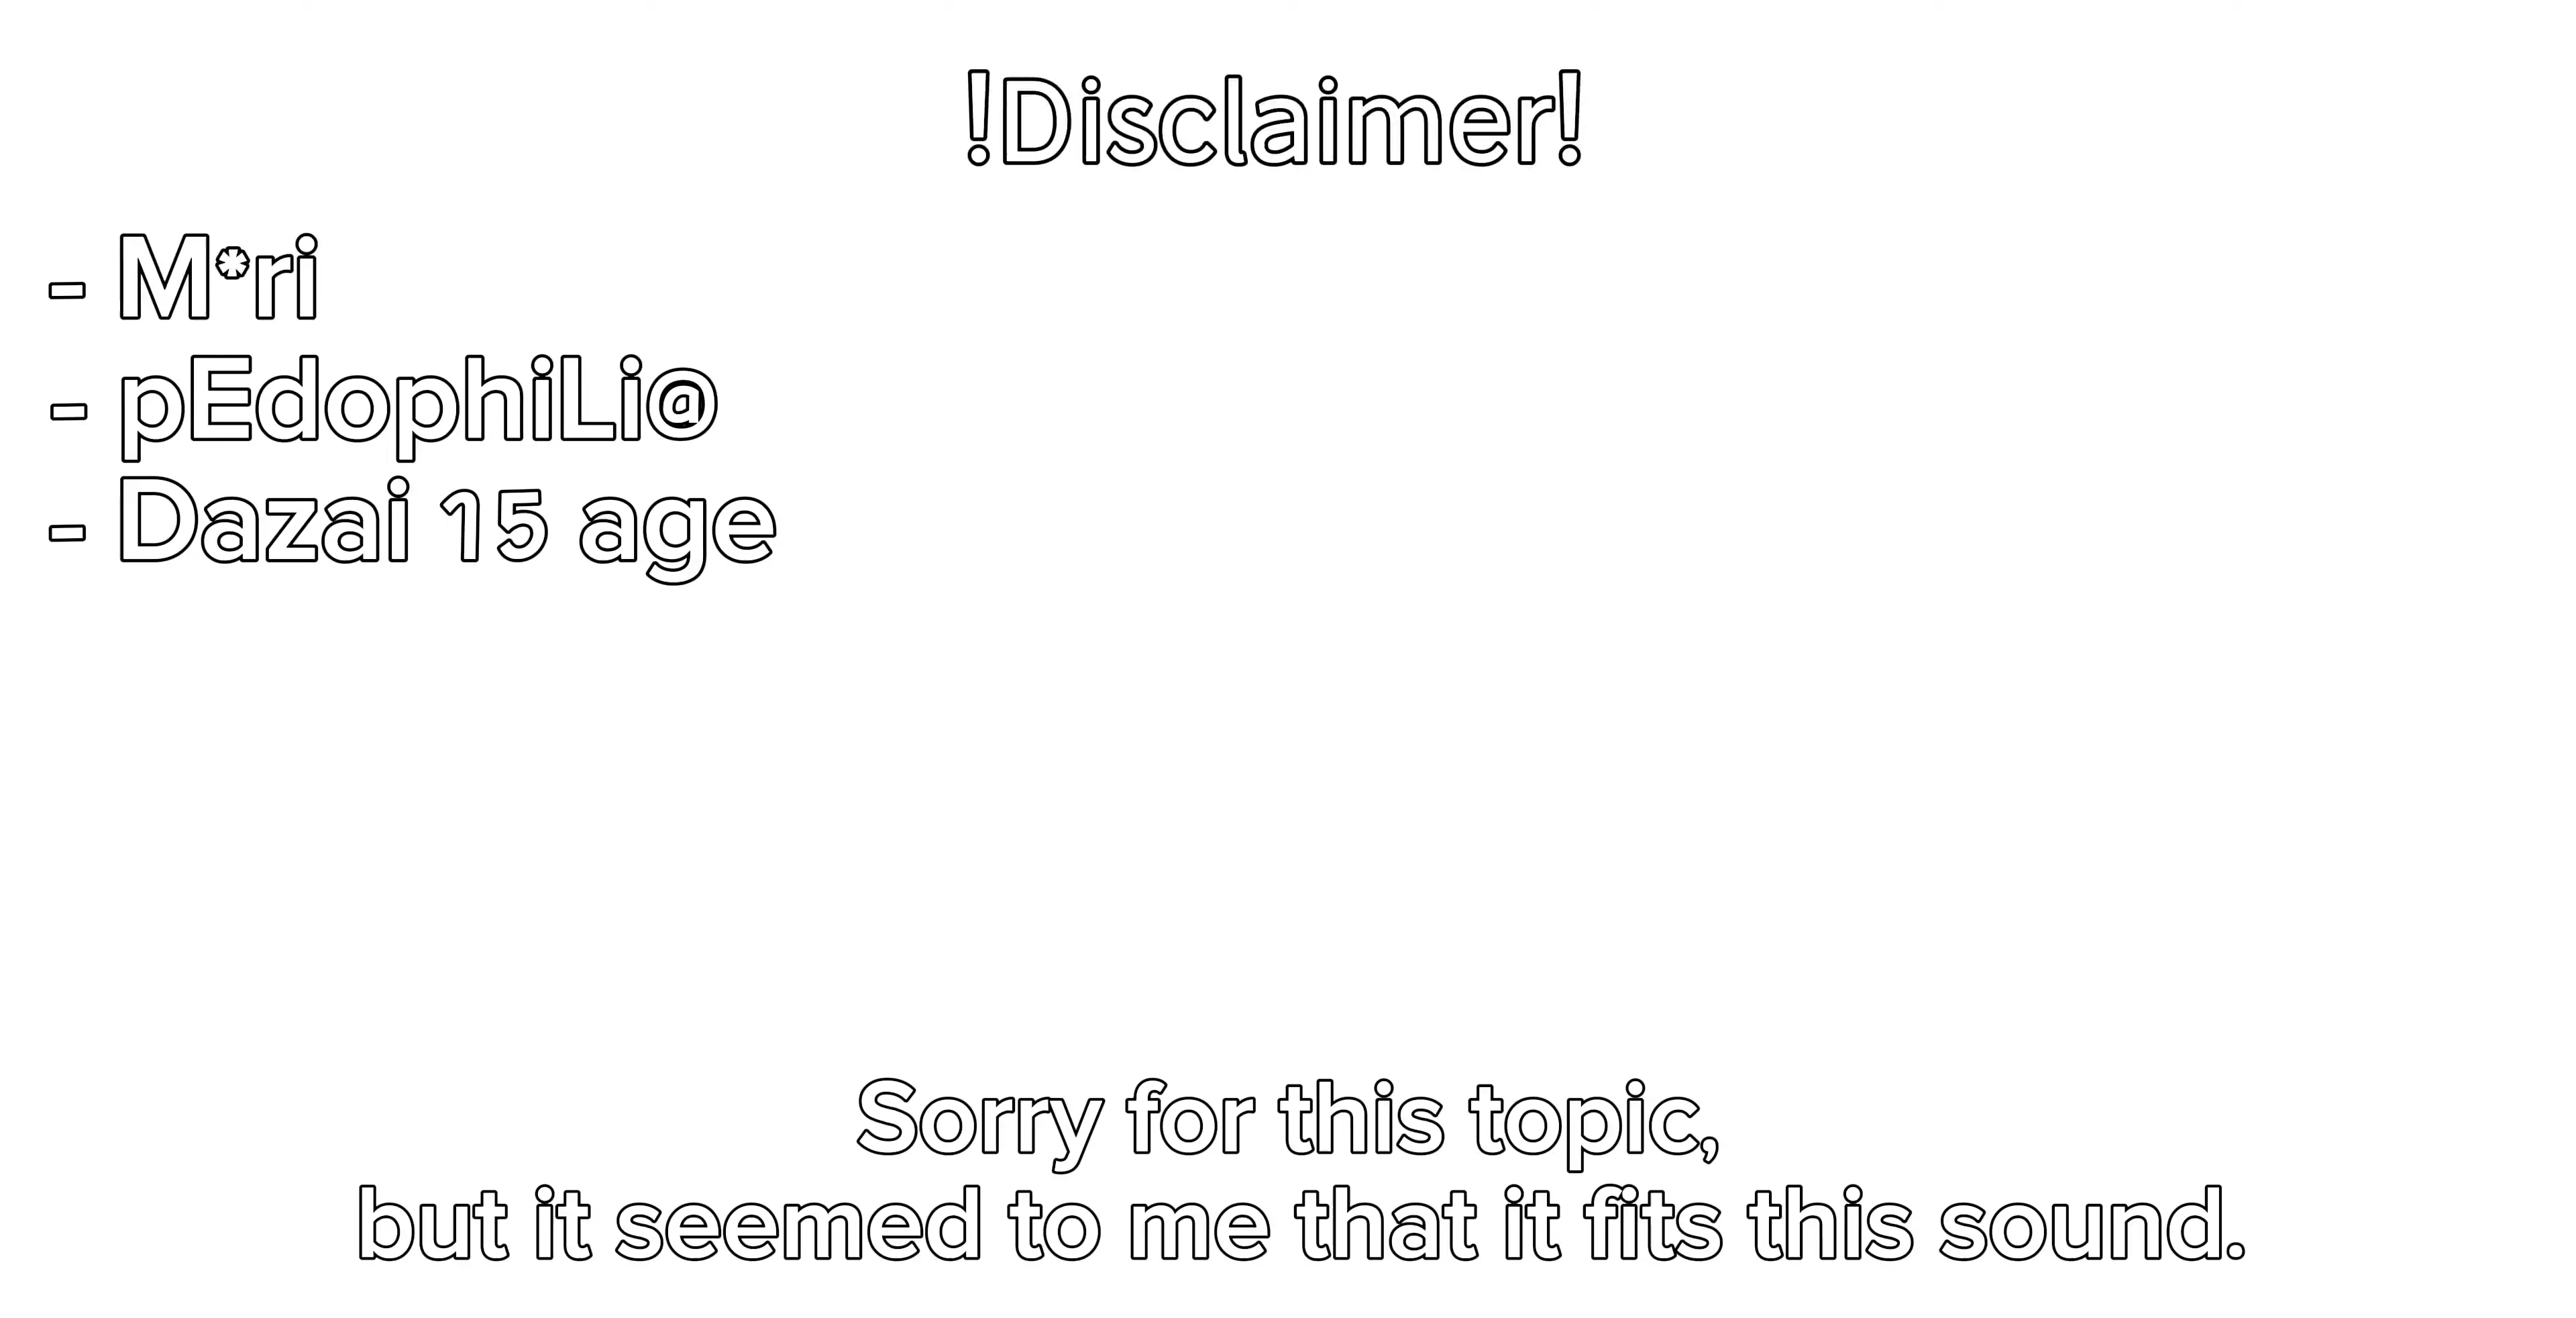 !Disclaimer!
- M*ri
- pEdophiLi@
- Dazai 15 age
Sorry for this topic,
but it seemed to me that it fits this sound.